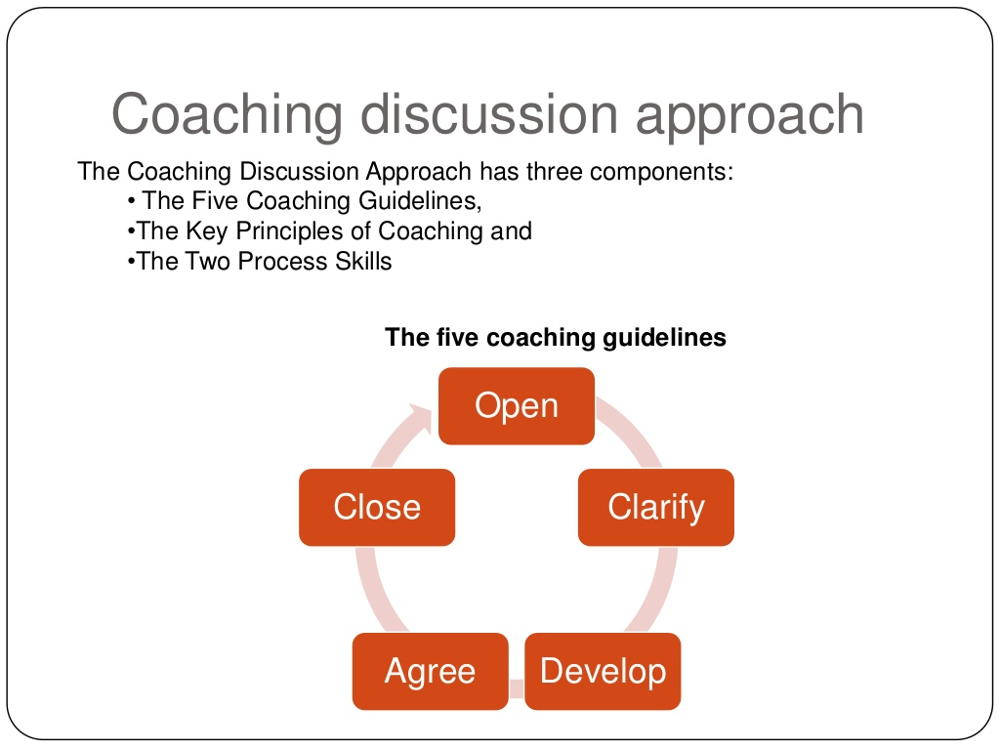 Coaching discussion approach
The Coaching Discussion Approach has three components:
• The Five Coaching Guidelines,
•The Key Principles of Coaching and
•The Two Process Skills
The five coaching guidelines
Open
Clarify
Develop
Agree
Close